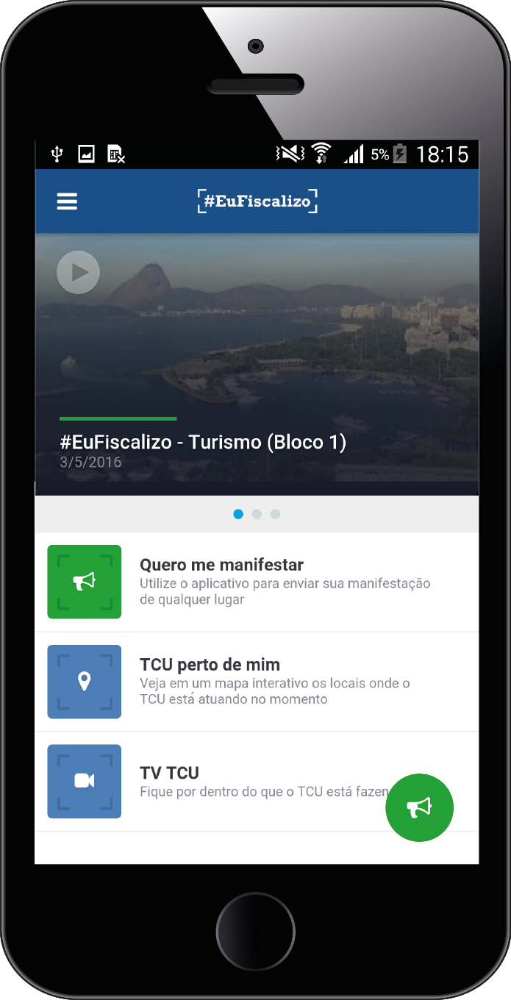 5% 18:15
#EuFiscalizo
#EuFiscalizo - Turismo (Bloco 1)
3/5/2016
Quero me manifestar
Utilize o aplicativo para enviar sua manifestação
de qualquer lugar
TCU perto de mim
Veja em um mapa interativo os locais onde o
TCU está atuando no momento
TV TCU
Fique por dentro do que o TCU está fazen